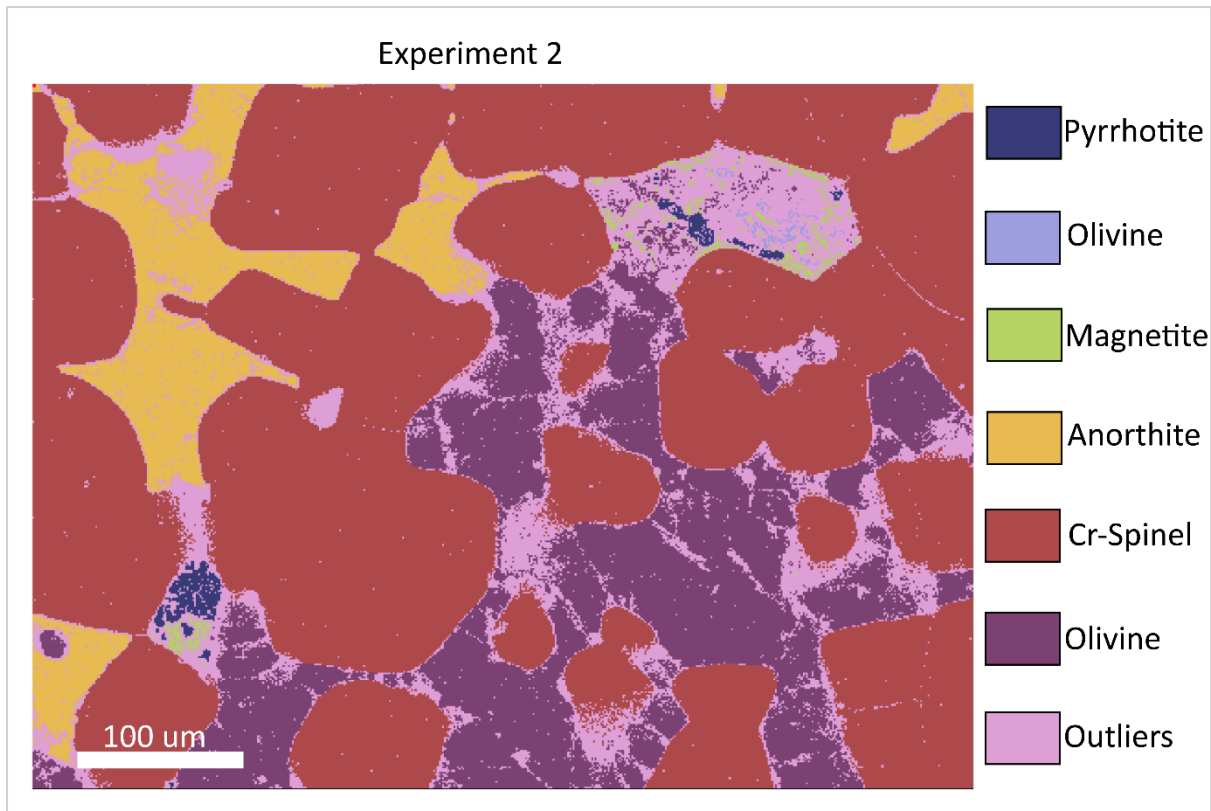 Experiment 2
Pyrrhotite
Olivine
Magnetite
Anorthite
Cr-Spinel
Olivine
Outliers
100 um